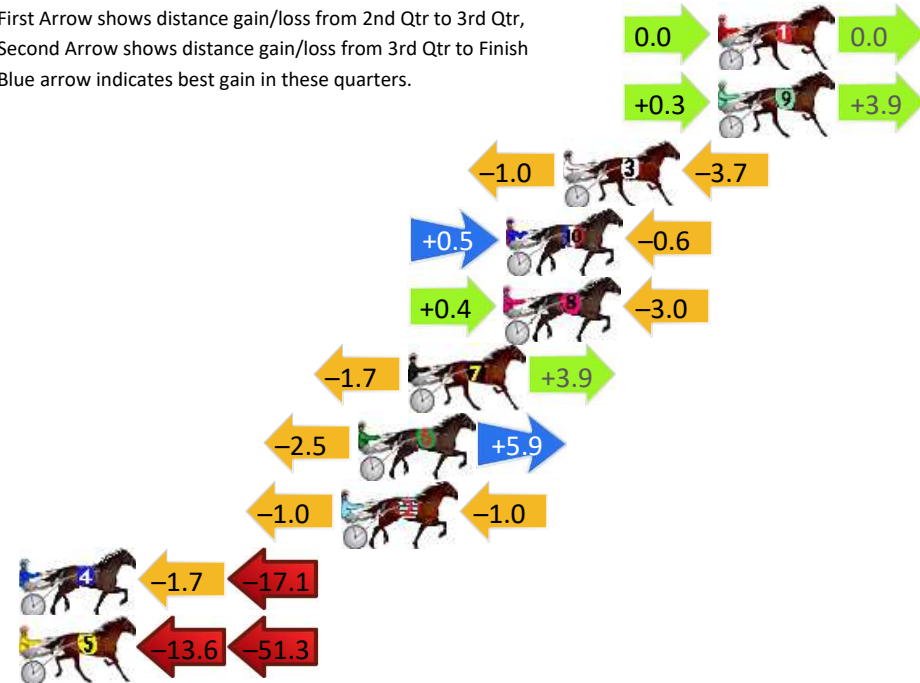 First Arrow shows distance gain/loss from 2nd Qtr to 3rd Qtr,
Second Arrow shows distance gain/loss from 3rd Qtr to Finish
Blue arrow indicates best gain in these quarters.
0.0 1 0.0
+0.3 9 +3.9
–1.0 3 –3.7
+0.5 10 –0.6
+0.4 8 –3.0
–1.7 7 +3.9
–2.5 6 +5.9
–1.0 2 –1.0
4 –1.7 –17.1
5 –13.6 –51.3